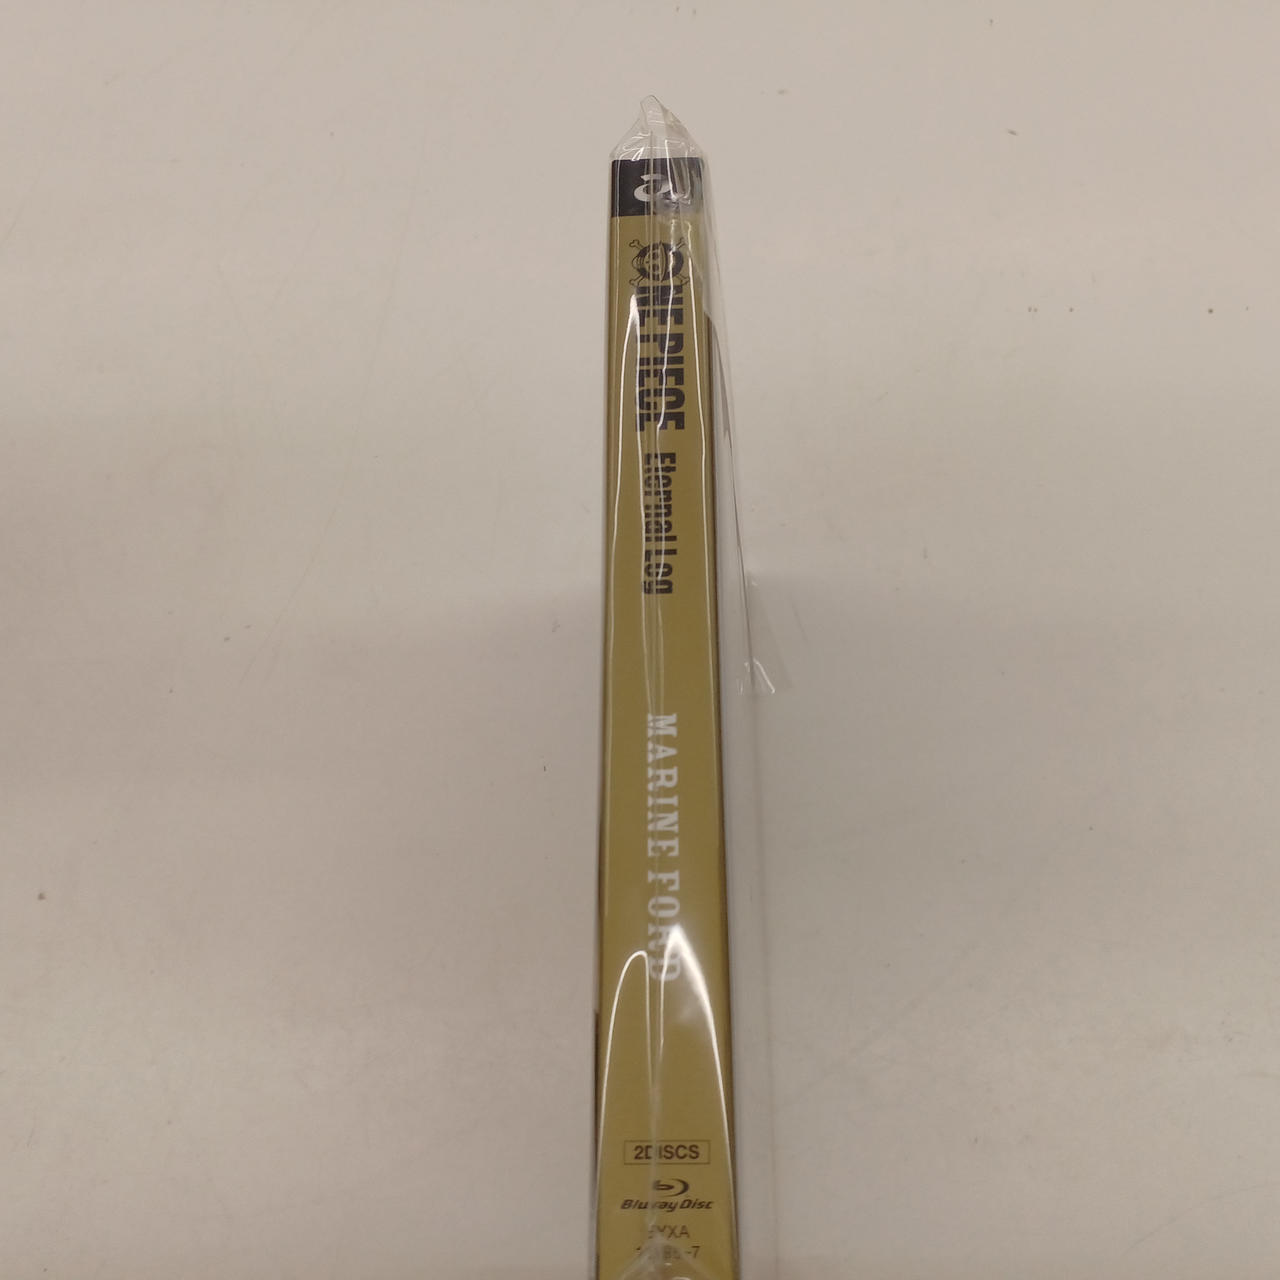 ONE PIECE
Eternal Log
MARINE FORD
2DISCS
Blu-ray Disc